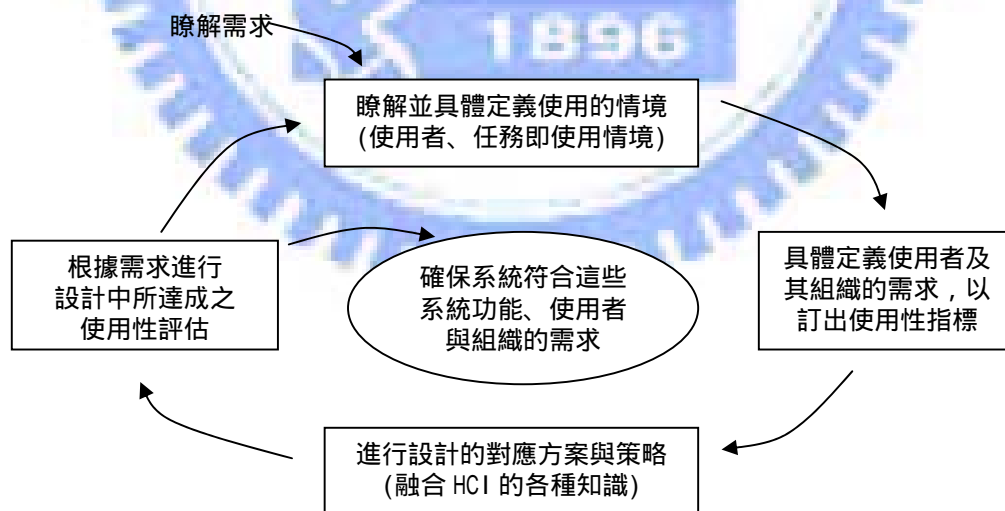 瞭解需求
1896
瞭解並具體定義使用的情境
(使用者、任務即使用情境)
具體定義使用者及
其組織的需求，以
訂出使用性指標
根據需求進行
設計中所達成之
使用性評估
確保系統符合這些
系統功能、使用者
與組織的需求
進行設計的對應方案與策略
(融合 HCI 的各種知識)